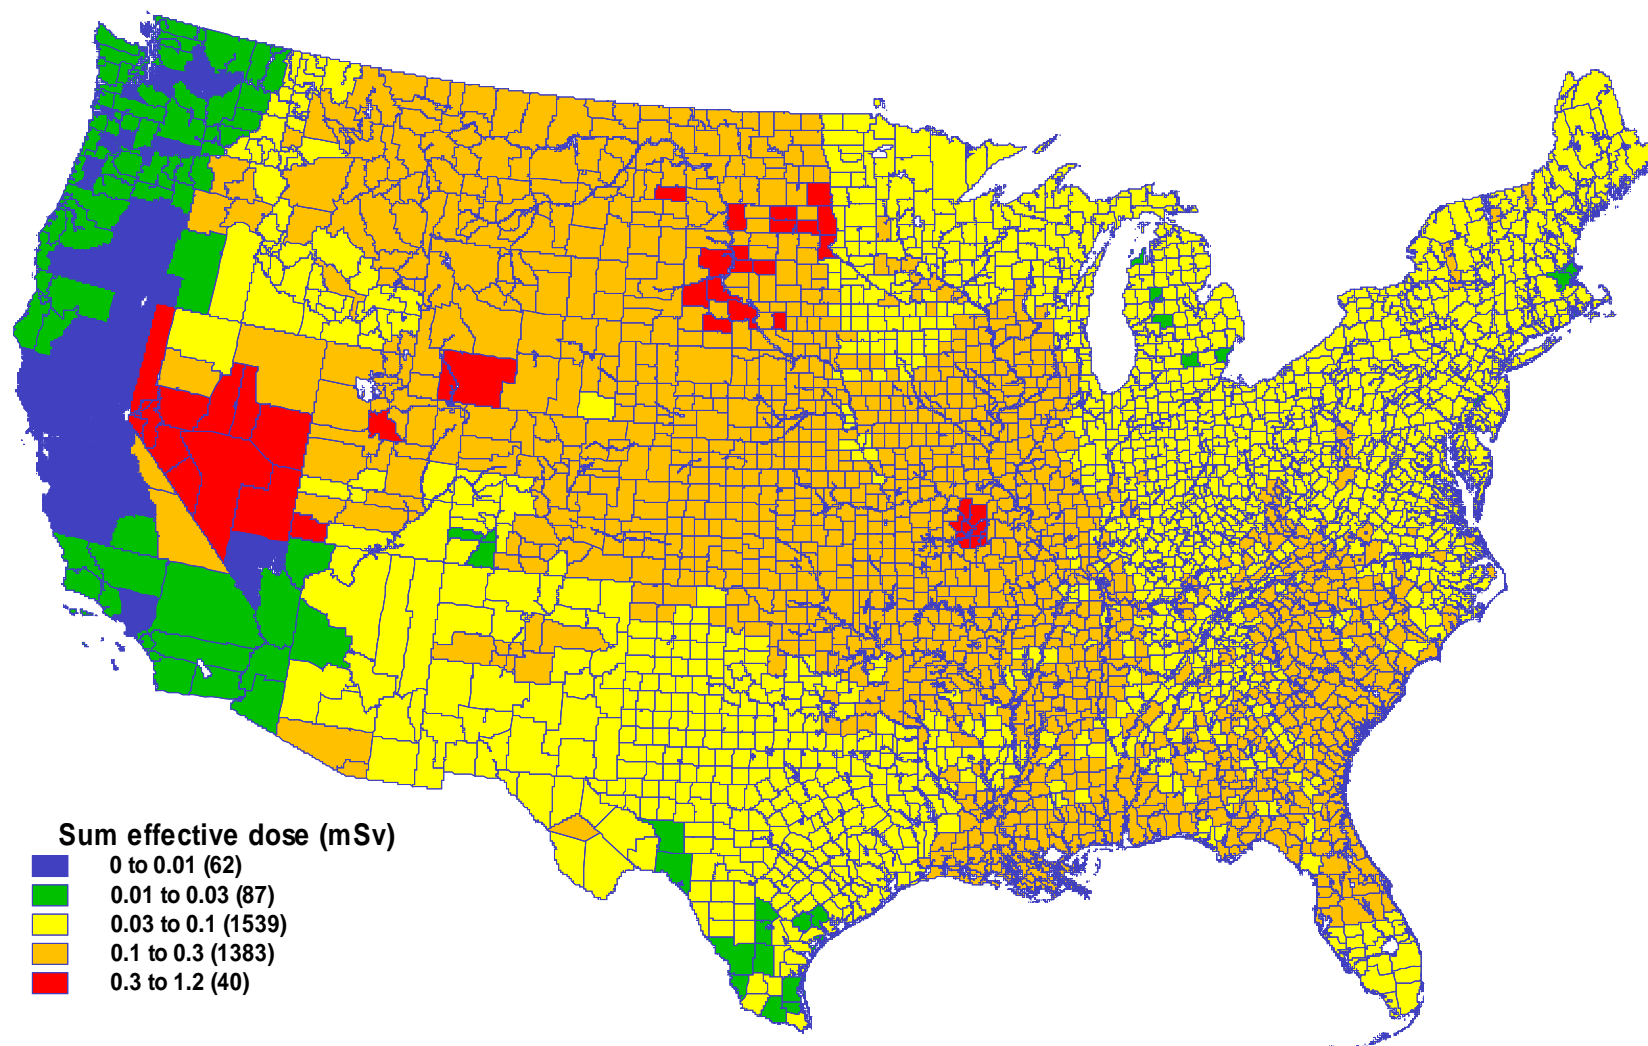 Sum effective dose (mSv)
0 to 0.01 (62)
0.01 to 0.03 (87)
0.03 to 0.1 (1539)
0.1 to 0.3 (1383)
0.3 to 1.2 (40)